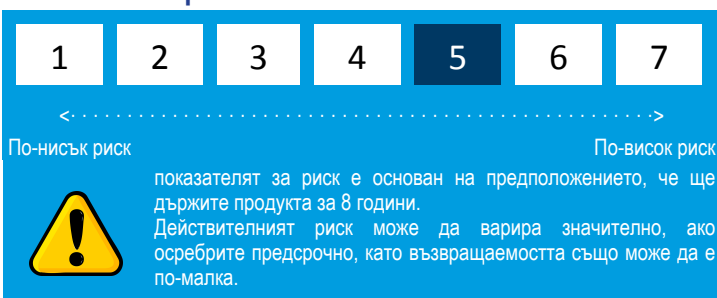 1 2 3 4 5 6 7
<· · · · · · · · · · · · · · · · · · · · · · · · · · · · · · · · · · · · · · · · · · · · · · · · · · · ·>
По-нисък риск По-висок риск
показателят за риск е основан на предположението, че ще
държите продукта за 8 години.
Действителният риск може да варира значително, ако
осребрите предсрочно, като възвращаемостта също може да е
по-малка.